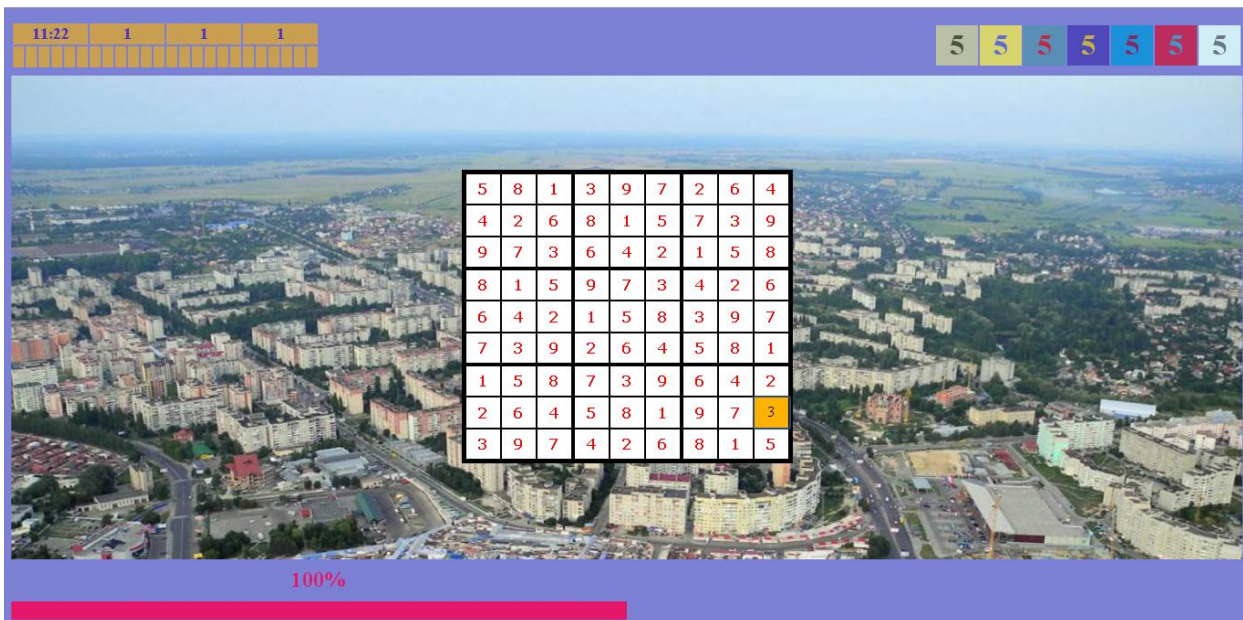 11:22 1 1 1
5 5 5 5 5 5 5
5 8 1 3 9 7 2 6 4
4 2 6 8 1 5 7 3 9
9 7 3 6 4 2 1 5 8
8 1 5 9 7 3 4 2 6
6 4 2 1 5 8 3 9 7
7 3 9 2 6 4 5 8 1
1 5 8 7 3 9 6 4 2
2 6 4 5 8 1 9 7 3
3 9 7 4 2 6 8 1 5
100%